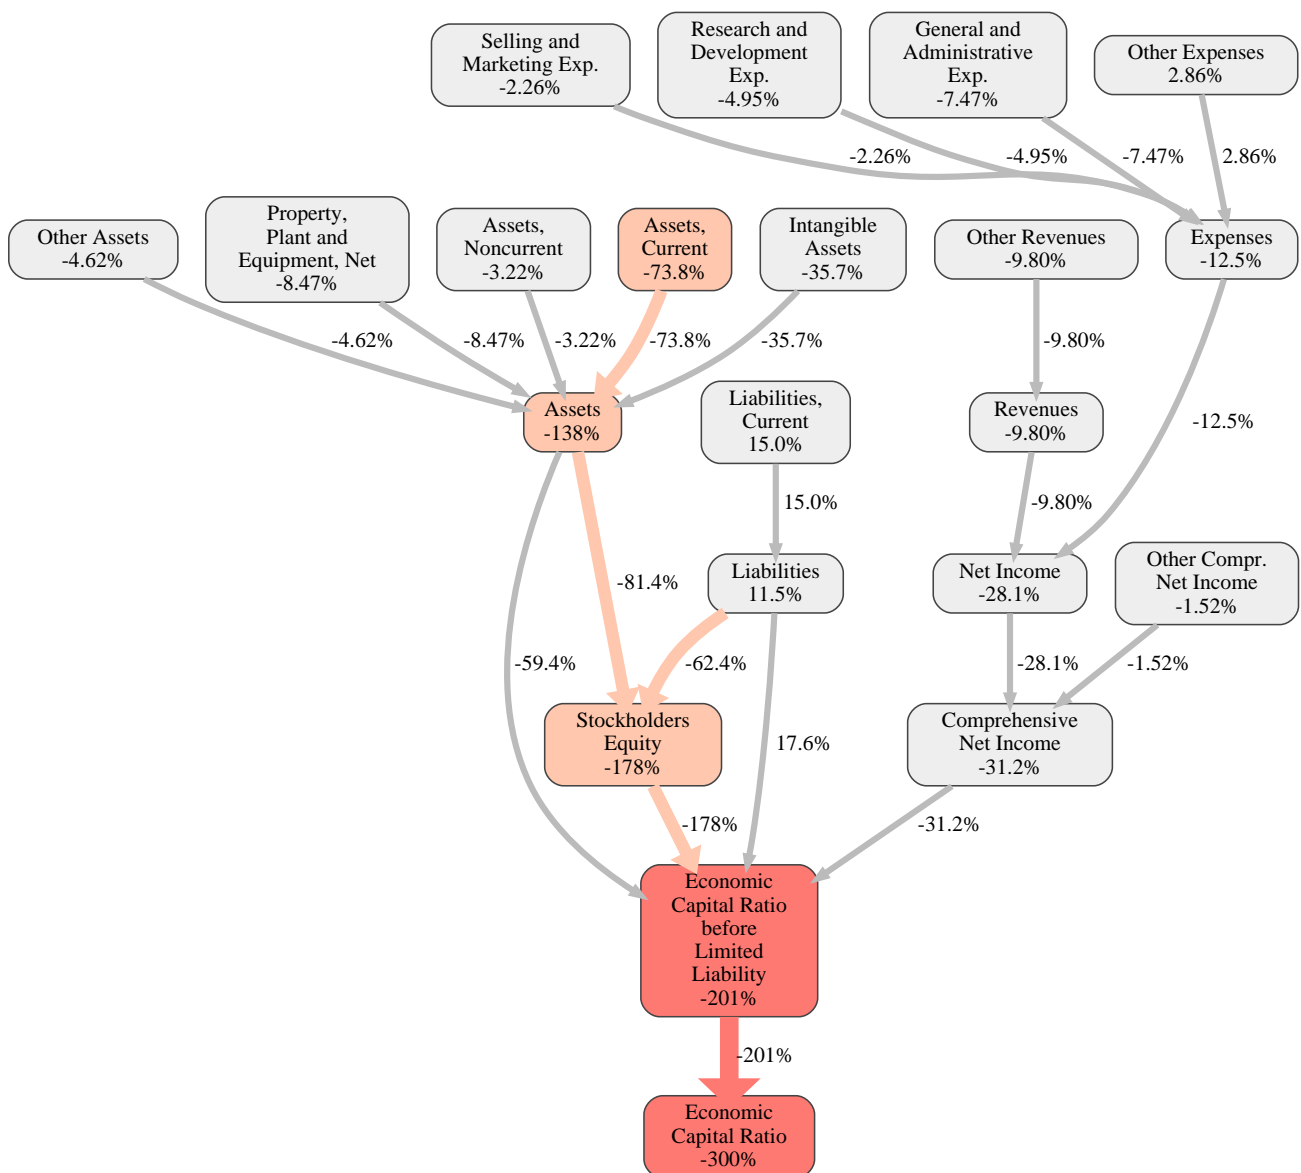 Selling and
Marketing Exp.
-2.26%
Research and
Development
Exp.
-4.95%
General and
Administrative
Exp.
-7.47%
Other Expenses
2.86%
-2.26%
-4.95%
-7.47%
2.86%
Other Assets
-4.62%
Property,
Plant and
Equipment, Net
-8.47%
Assets,
Noncurrent
-3.22%
Assets,
Current
-73.8%
Intangible
Assets
-35.7%
Other Revenues
-9.80%
Expenses
-12.5%
-4.62%
-8.47%
-3.22%
-73.8%
-35.7%
-9.80%
Assets
-138%
Liabilities,
Current
15.0%
Revenues
-9.80%
-12.5%
15.0%
-9.80%
-81.4%
Liabilities
11.5%
Net Income
-28.1%
Other Compr.
Net Income
-1.52%
-59.4%
-62.4%
-28.1%
-1.52%
Stockholders
Equity
-178%
17.6%
Comprehensive
Net Income
-31.2%
-178%
-31.2%
Economic
Capital Ratio
before
Limited
Liability
-201%
-201%
Economic
Capital Ratio
-300%